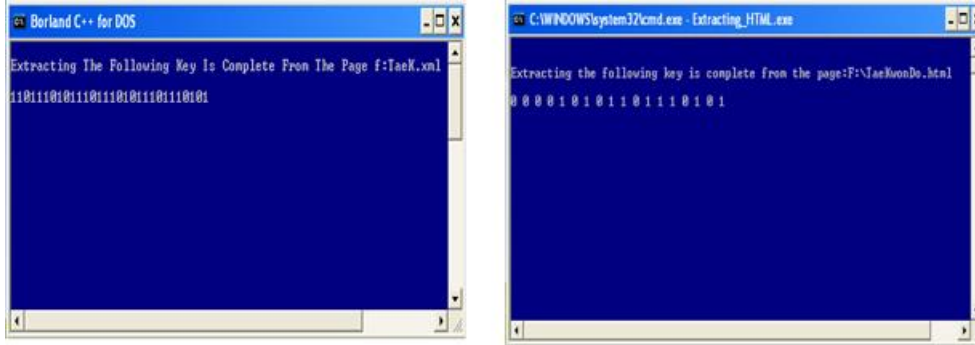 Borland C++ for DOS
Extracting The Following Key Is Complete From The Page f:TaeK.xml
110111010111011101011101110101
C:\WINDOWS\system32\cmd.exe - Extracting_HTML.exe
Extracting the following key is complete from the page:F:\TaeKwonDo.html
0 0 0 0 1 0 1 0 1 1 0 1 1 1 0 1 0 1